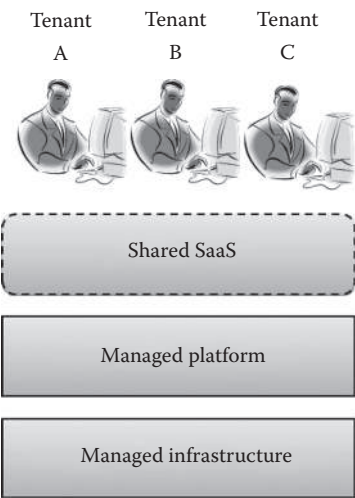 Tenant Tenant Tenant
A B C
Shared SaaS
Managed platform
Managed infrastructure